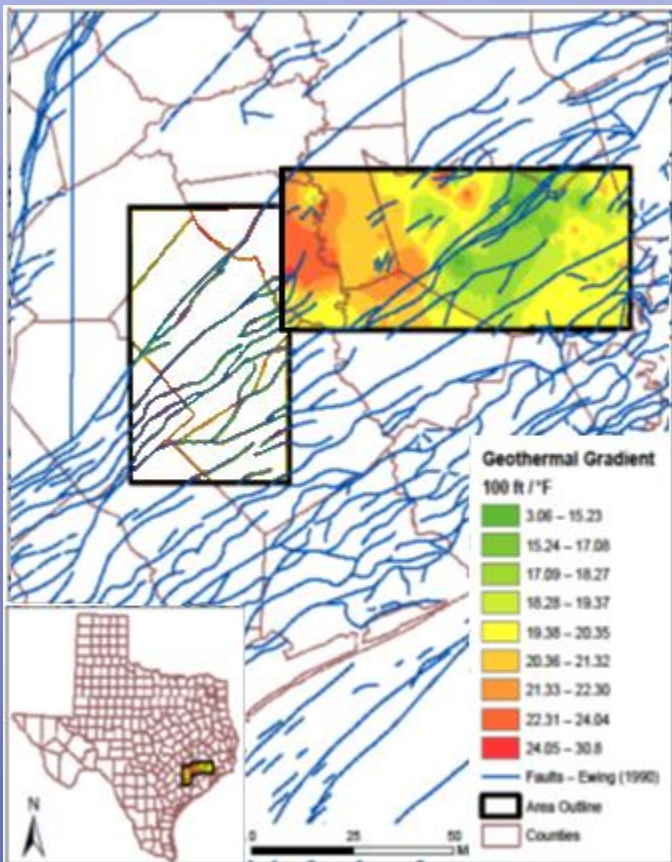 Geothermal Gradient
100 ft / °F
3.06 – 15.23
15.24 – 17.08
17.09 – 18.27
18.28 – 19.37
19.38 – 20.35
20.36 – 21.32
21.33 – 22.30
22.31 – 24.04
24.05 – 30.8
Faults – Ewing (1990)
Area Outline
Counties
N
0 25 50
M